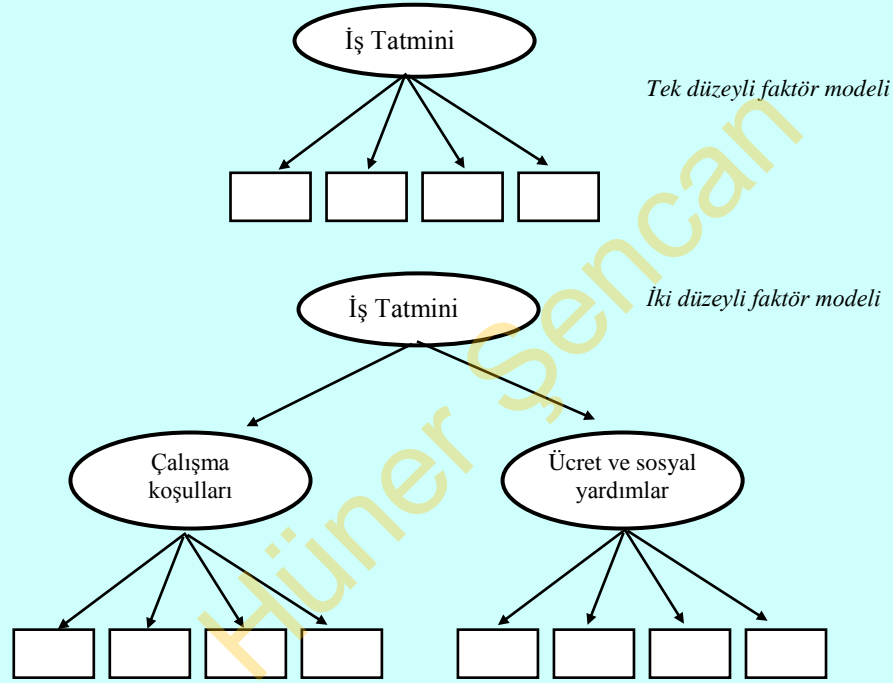 İş Tatmini
Tek düzeyli faktör modeli
İş Tatmini
İki düzeyli faktör modeli
Çalışma
koşulları
Ücret ve sosyal
yardımlar
Hüner Şencan